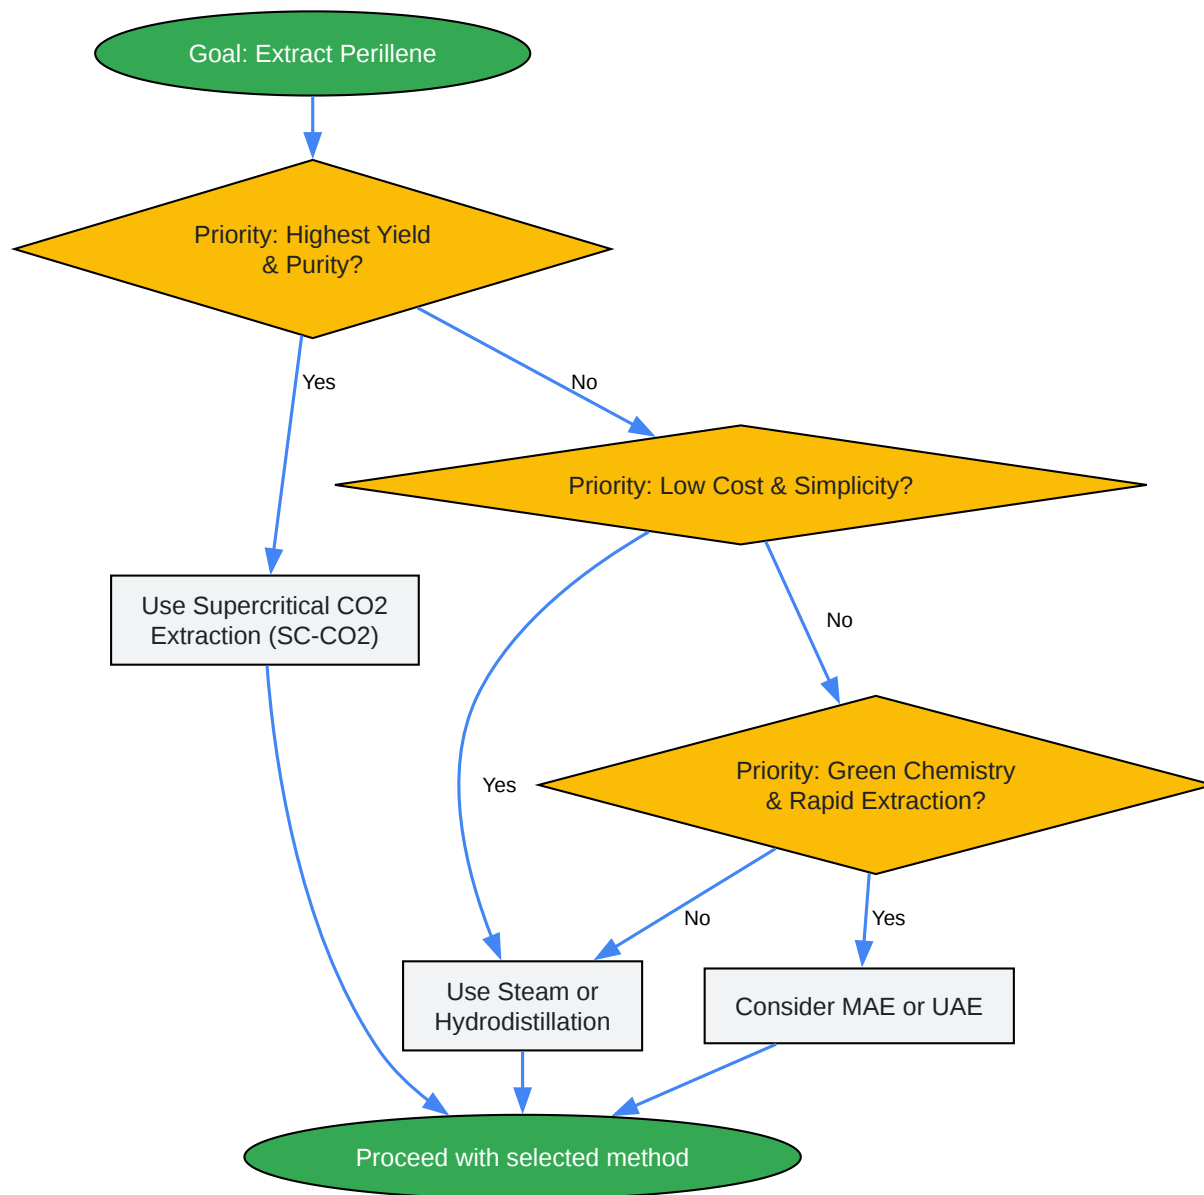 Goal: Extract Perillene
Priority: Highest Yield
& Purity?
Yes
No
Priority: Low Cost & Simplicity?
Use Supercritical CO2
Extraction (SC-CO2)
No
Yes
Priority: Green Chemistry
& Rapid Extraction?
No
Yes
Use Steam or
Hydrodistillation
Consider MAE or UAE
Proceed with selected method